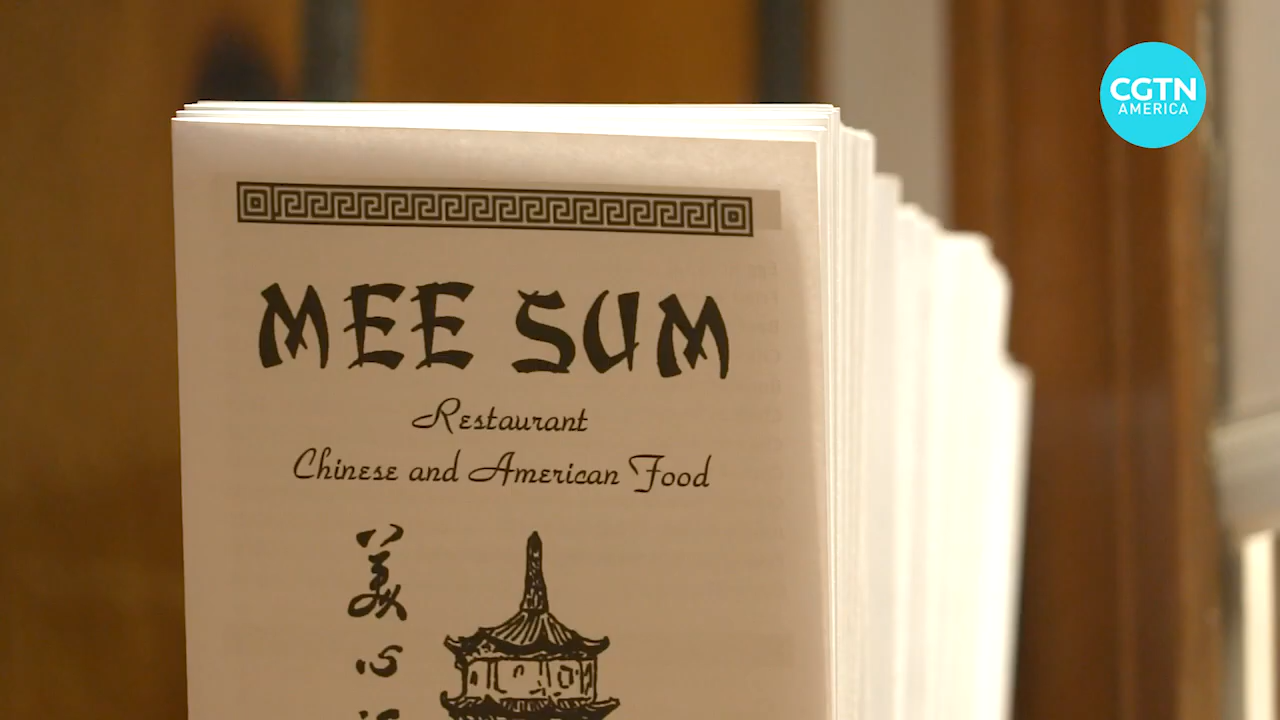 CGTN
AMERICA
MEE SUM
Restaurant
Chinese and American Food
美
心